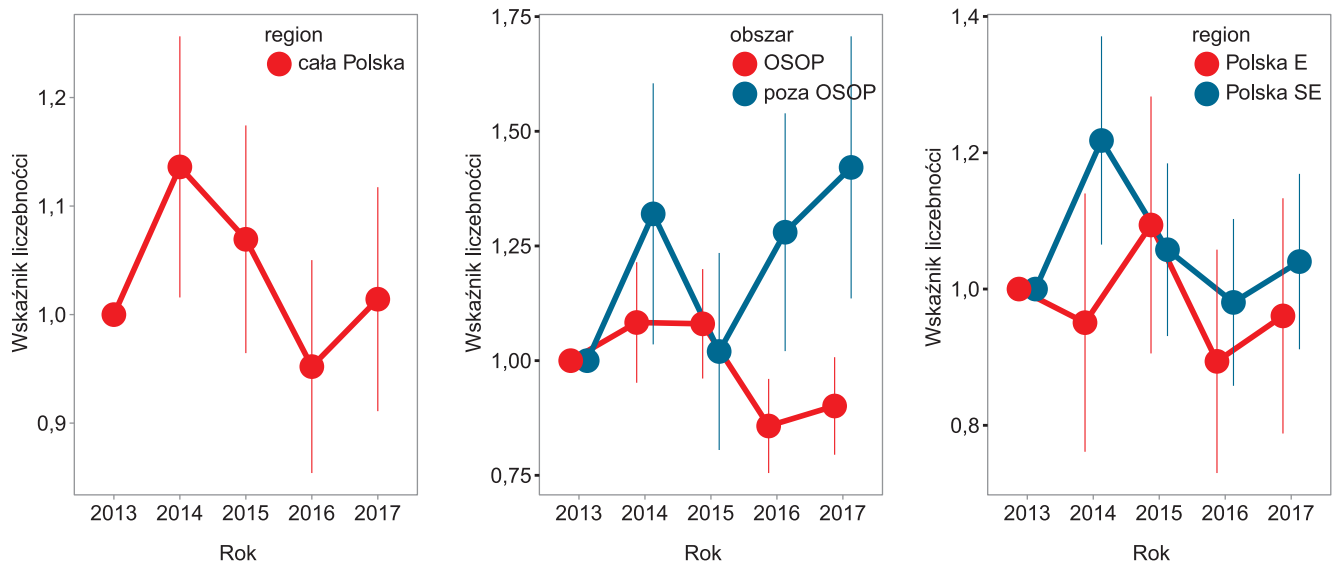 region
cała Polska
1,2
1,1
1,0
0,9
Wskaźnik liczebnoćci
2013 2014 2015 2016 2017
Rok
obszar
OSOP
poza OSOP
1,75
1,50
1,25
1,00
0,75
Wskaźnik liczebnoćci
2013 2014 2015 2016 2017
Rok
region
Polska E
Polska SE
1,4
1,2
1,0
0,8
Wskaźnik liczebnoćci
2013 2014 2015 2016 2017
Rok